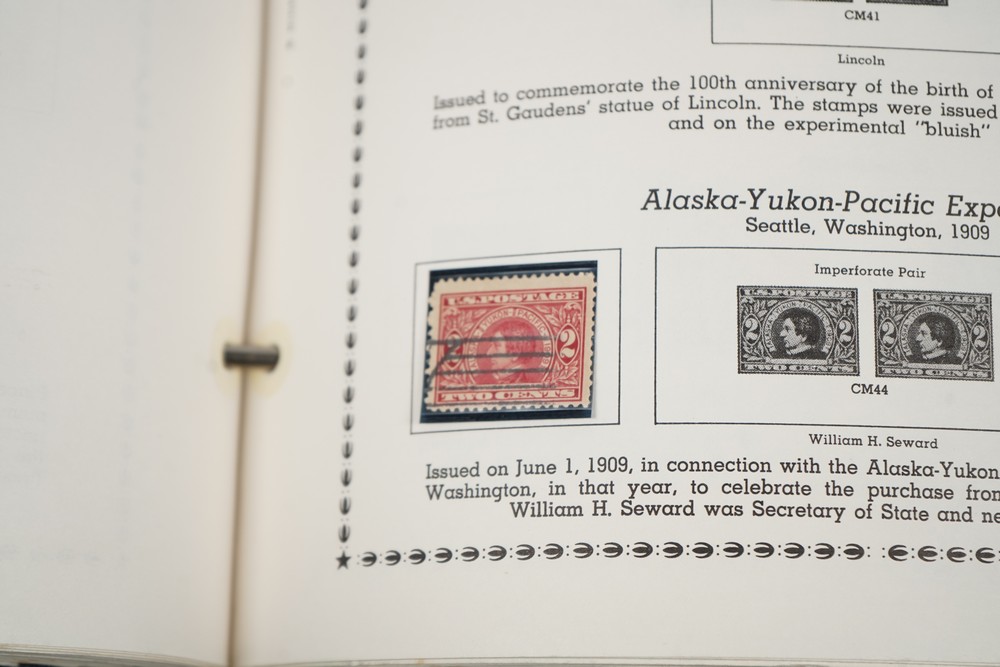 CM41
Lincoln
Issued to commemorate the 100th anniversary of the birth of
from St. Gaudens' statue of Lincoln. The stamps were issued
and on the experimental "bluish"
Alaska-Yukon-Pacific Expo
Seattle, Washington, 1909
U.S. POSTAGE
YUKON PACIFIC
2 2
TWO CENTS
Imperforate Pair
U.S. POSTAGE
2 2
TWO CENTS
U.S. POSTAGE
2 2
TWO CENTS
CM44
William H. Seward
Issued on June 1, 1909, in connection with the Alaska-Yukon
Washington, in that year, to celebrate the purchase from
William H. Seward was Secretary of State and ne